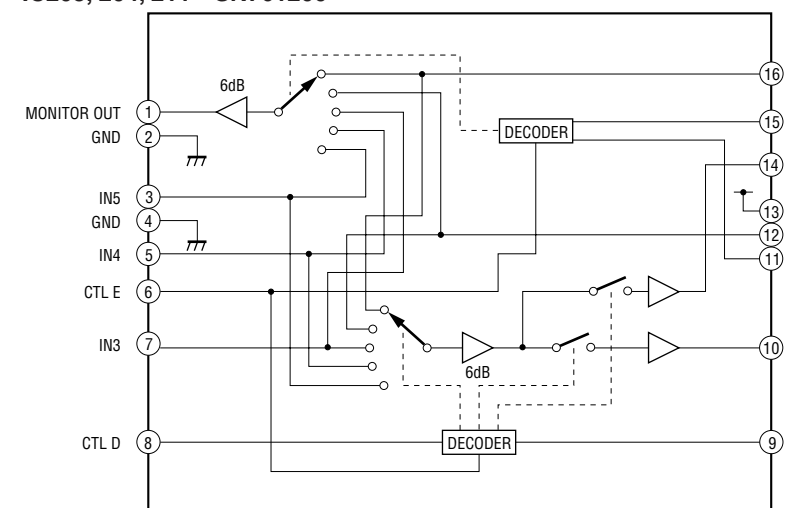 6dB
16
MONITOR OUT 1
15
GND 2
DECODER
14
IN5 3
13
GND 4
12
IN4 5
11
CTL E 6
IN3 7
10
6dB
CTL D 8
DECODER
9